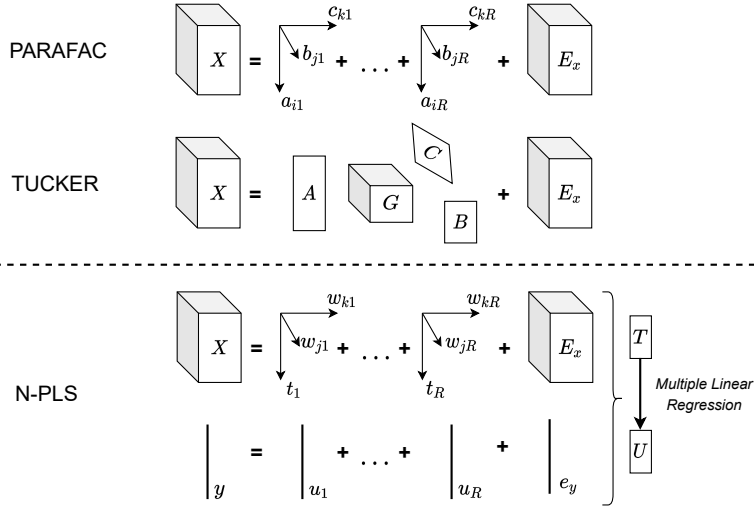 PARAFAC X = a_{i1} b_{j1} c_{k1} + ... + a_{iR} b_{jR} c_{kR} + E_x
TUCKER X = A G C B + E_x
N-PLS X = t_1 w_{j1} w_{k1} + ... + t_R w_{jR} w_{kR} + E_x
y = u_1 + ... + u_R + e_y
T
Multiple Linear
Regression
U